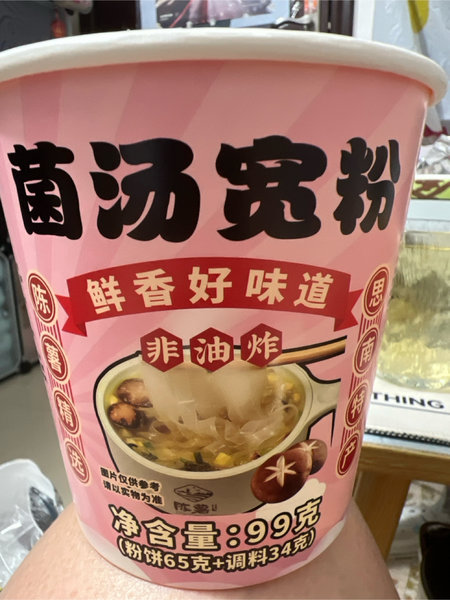 菌汤宽粉
鲜香好味道
陈薯精选
思南特产
非油炸
图片仅供参考
请以实物为准
陈薯
净含量:99克
(粉饼65克+调料34克)
THING